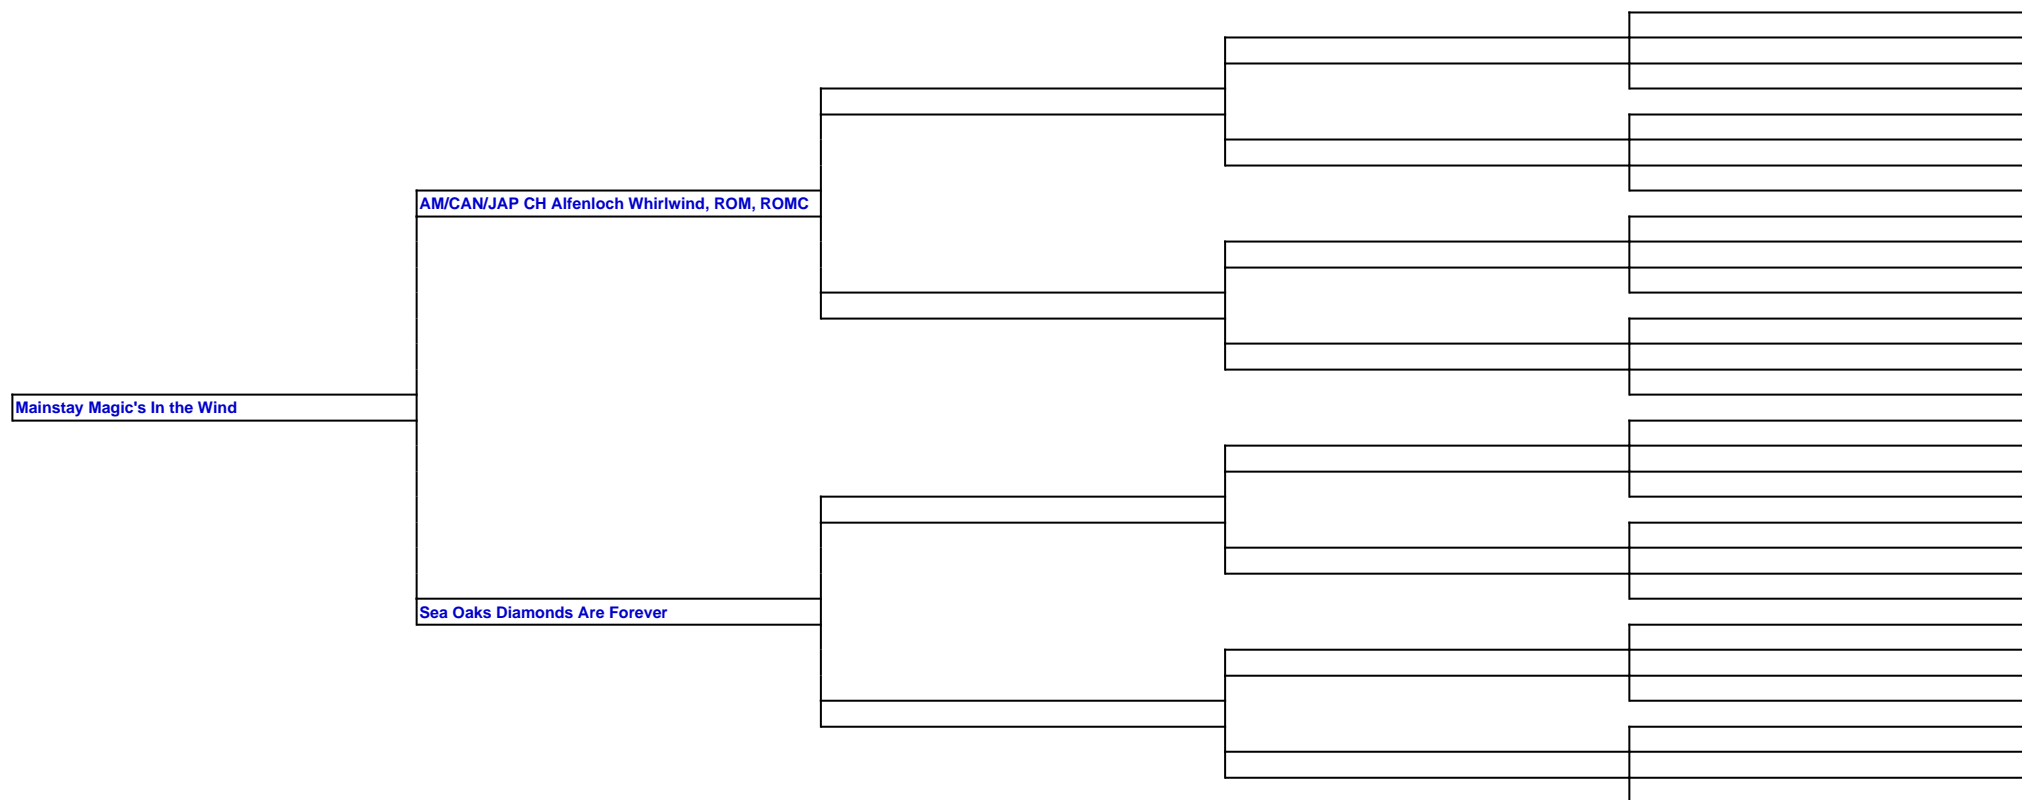 AM/CAN/JAP CH Alfenloch Whirlwind, ROM, ROMC
Mainstay Magic's In the Wind
Sea Oaks Diamonds Are Forever